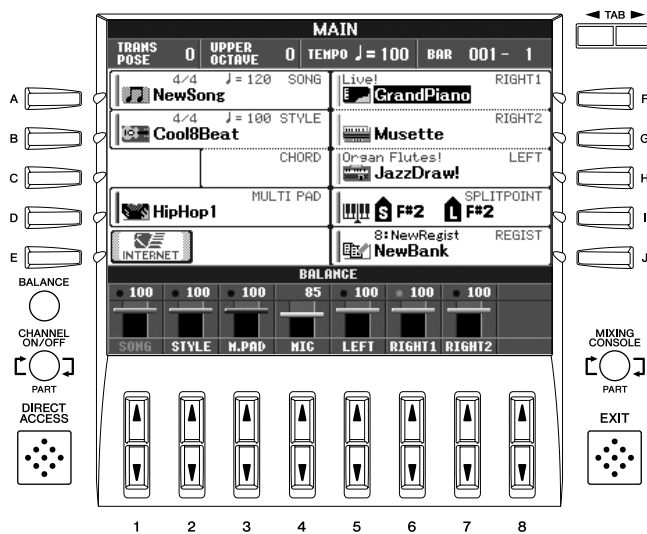 MAIN
◄ TAB ►
TRANS POSE 0 UPPER OCTAVE 0 TEMPO ♩=100 BAR 001- 1
4/4 ♩=120 SONG
NewSong
Live! RIGHT1
GrandPiano
4/4 ♩=100 STYLE
Cool8Beat
RIGHT2
Musette
CHORD
Organ Flutes! LEFT
JazzDraw!
MULTI PAD
HipHop1
SPLITPOINT
S F#2 L F#2
INTERNET
8:NewRegist REGIST
NewBank
A
B
C
D
E
F
G
H
I
J
BALANCE
BALANCE
100 100 100 85 100 100 100
SONG STYLE M.PAD MIC LEFT RIGHT1 RIGHT2
CHANNEL
ON/OFF
PART
MIXING
CONSOLE
PART
DIRECT
ACCESS
EXIT
1 2 3 4 5 6 7 8